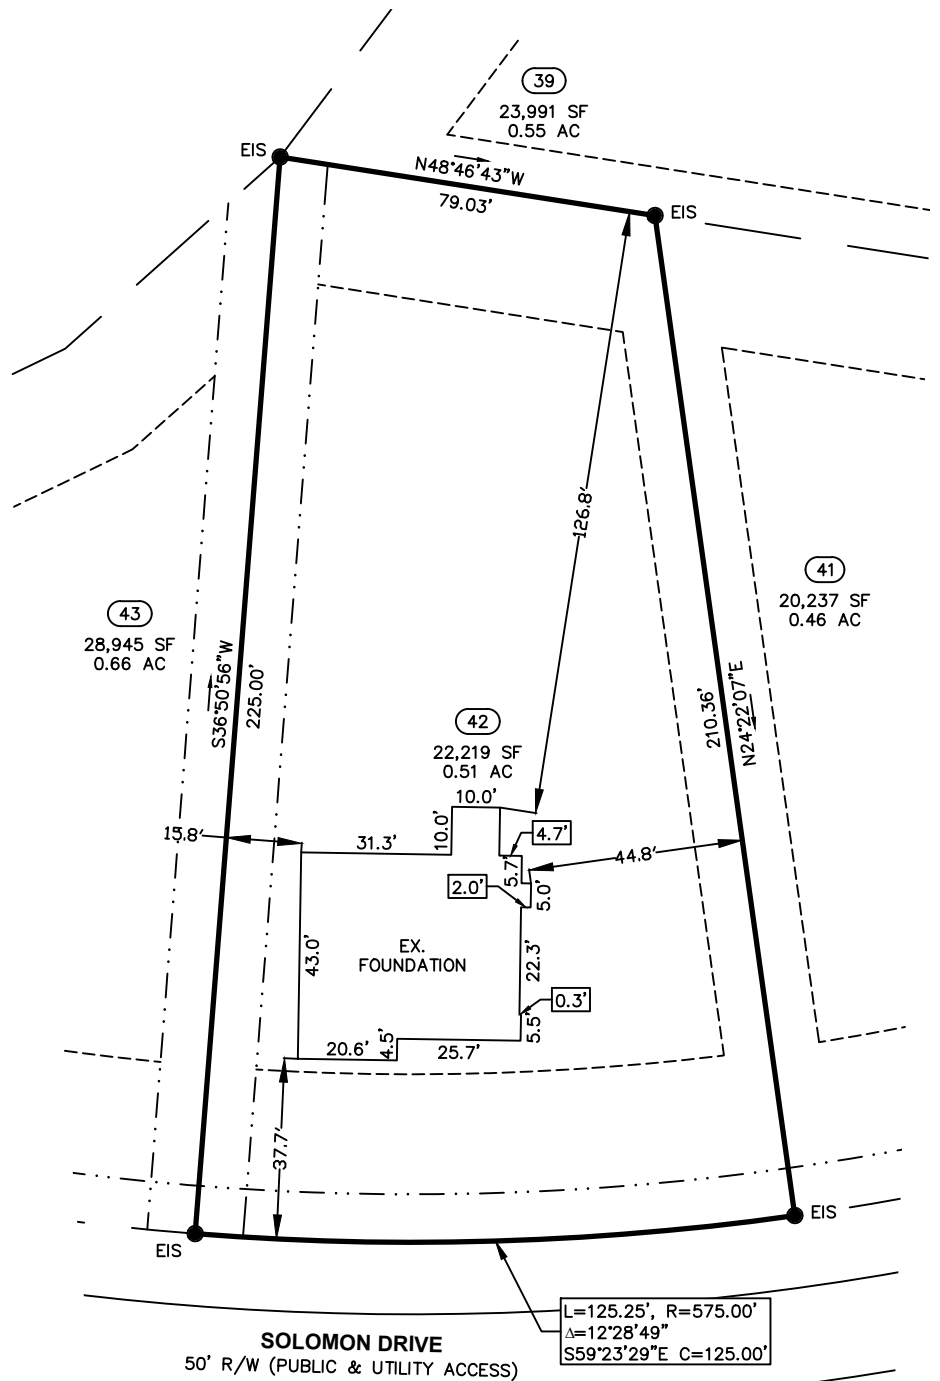 39
23,991 SF
0.55 AC
EIS
N48°46'43"W
79.03'
EIS
126.8'
41
20,237 SF
0.46 AC
43
28,945 SF
0.66 AC
S36°50'56"W
225.00'
210.36'
N24°22'07"E
42
22,219 SF
0.51 AC
10.0'
15.8'
31.3'
10.0'
4.7'
5.7'
44.8'
2.0'
5.0'
EX.
FOUNDATION
43.0'
22.3'
0.3'
5.5'
20.6'
4.5'
25.7'
37.7'
EIS
EIS
L=125.25', R=575.00'
Δ=12°28'49"
S59°23'29"E C=125.00'
SOLOMON DRIVE
50' R/W (PUBLIC & UTILITY ACCESS)